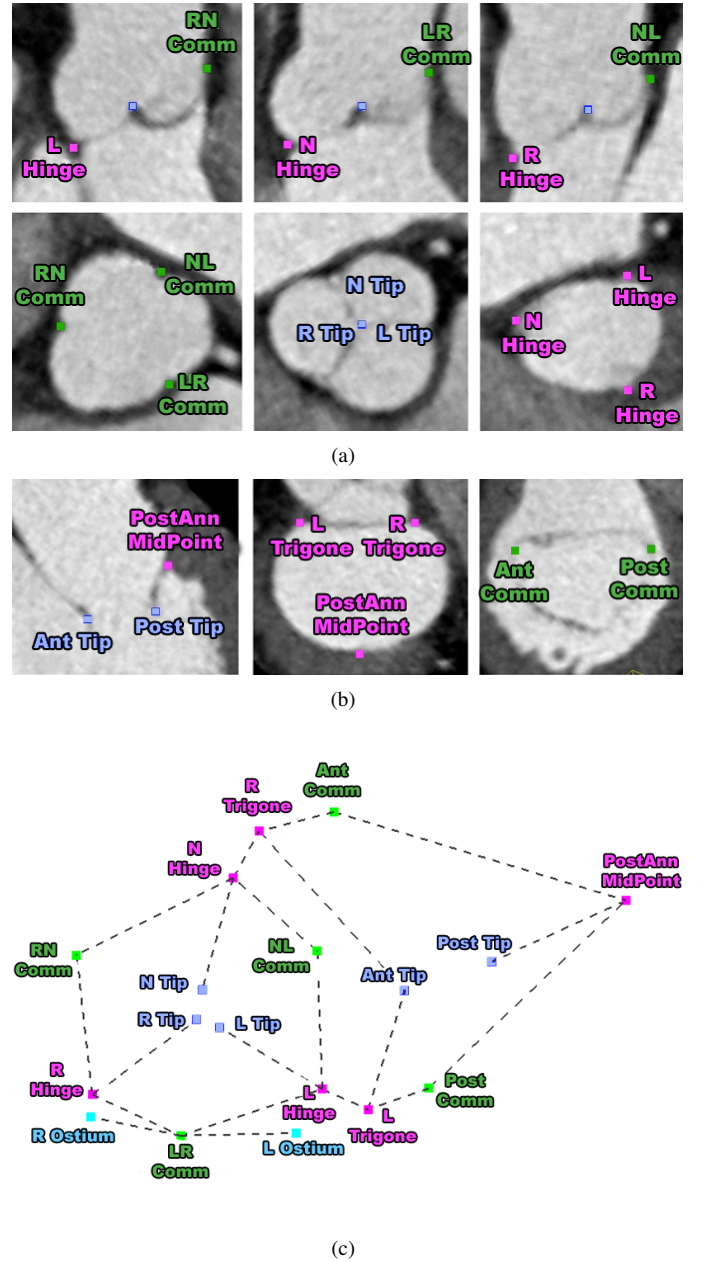 RN
Comm
L
Hinge
LR
Comm
N
Hinge
NL
Comm
R
Hinge
RN
Comm
NL
Comm
LR
Comm
N Tip
R Tip
L Tip
L
Hinge
N
Hinge
R
Hinge
(a)
PostAnn
MidPoint
Ant Tip
Post Tip
L
Trigone
R
Trigone
PostAnn
MidPoint
Ant
Comm
Post
Comm
(b)
Ant
Comm
R
Trigone
N
Hinge
PostAnn
MidPoint
RN
Comm
NL
Comm
Post Tip
N Tip
Ant Tip
R Tip
L Tip
R
Hinge
L
Hinge
Post
Comm
L
Trigone
R Ostium
L Ostium
LR
Comm
(c)